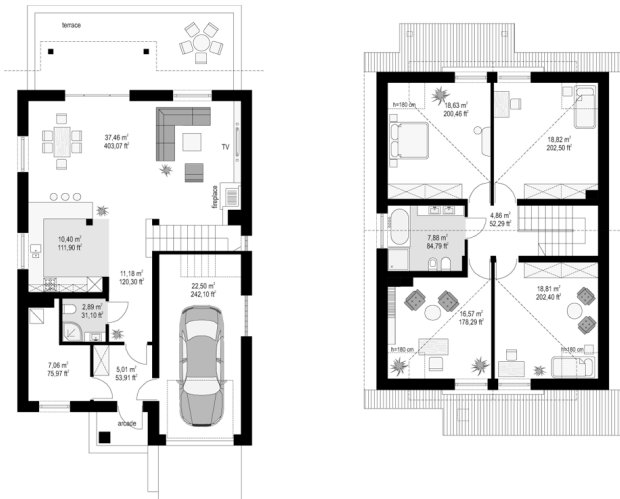 terrace
37,46 m²
403,07 ft²
TV
fireplace
10,40 m²
111,90 ft²
11,18 m²
120,30 ft²
22,50 m²
242,10 ft²
2,89 m²
31,10 ft²
7,06 m²
75,97 ft²
5,01 m²
53,91 ft²
arcade
h=180 cm
18,63 m²
200,46 ft²
18,82 m²
202,50 ft²
4,86 m²
52,29 ft²
7,88 m²
84,79 ft²
16,57 m²
178,29 ft²
18,81 m²
202,40 ft²
h=180 cm
h=180 cm